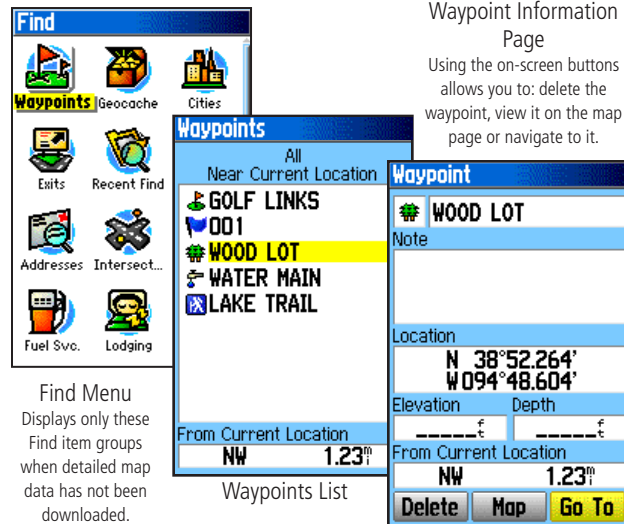 Find
Waypoints Geocache Cities
Exits Recent Find
Addresses Intersect...
Fuel Svc. Lodging
Find Menu
Displays only these
Find item groups
when detailed map
data has not been
downloaded.
Waypoints
All
Near Current Location
GOLF LINKS
001
WOOD LOT
WATER MAIN
LAKE TRAIL
From Current Location
NW 1.23mi
Waypoints List
Waypoint Information
Page
Using the on-screen buttons
allows you to: delete the
waypoint, view it on the map
page or navigate to it.
Waypoint
WOOD LOT
Note
Location
N 38°52.264'
W094°48.604'
Elevation Depth
_____ft _____ft
From Current Location
NW 1.23mi
Delete Map Go To